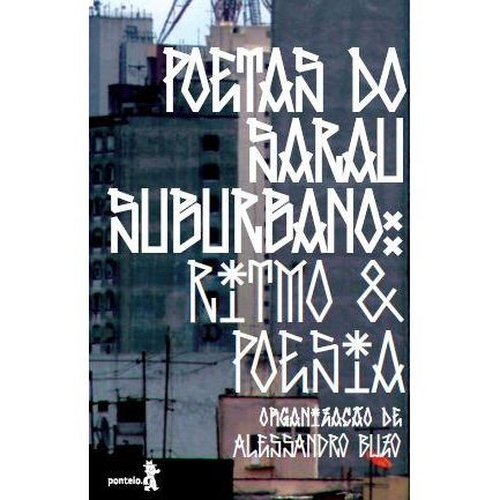 POETAS DO
SARAU
SUBURBANO:
RITMO &
POESIA
ORGANIZAÇÃO DE
ALESSANDRO BUZO
ponteio